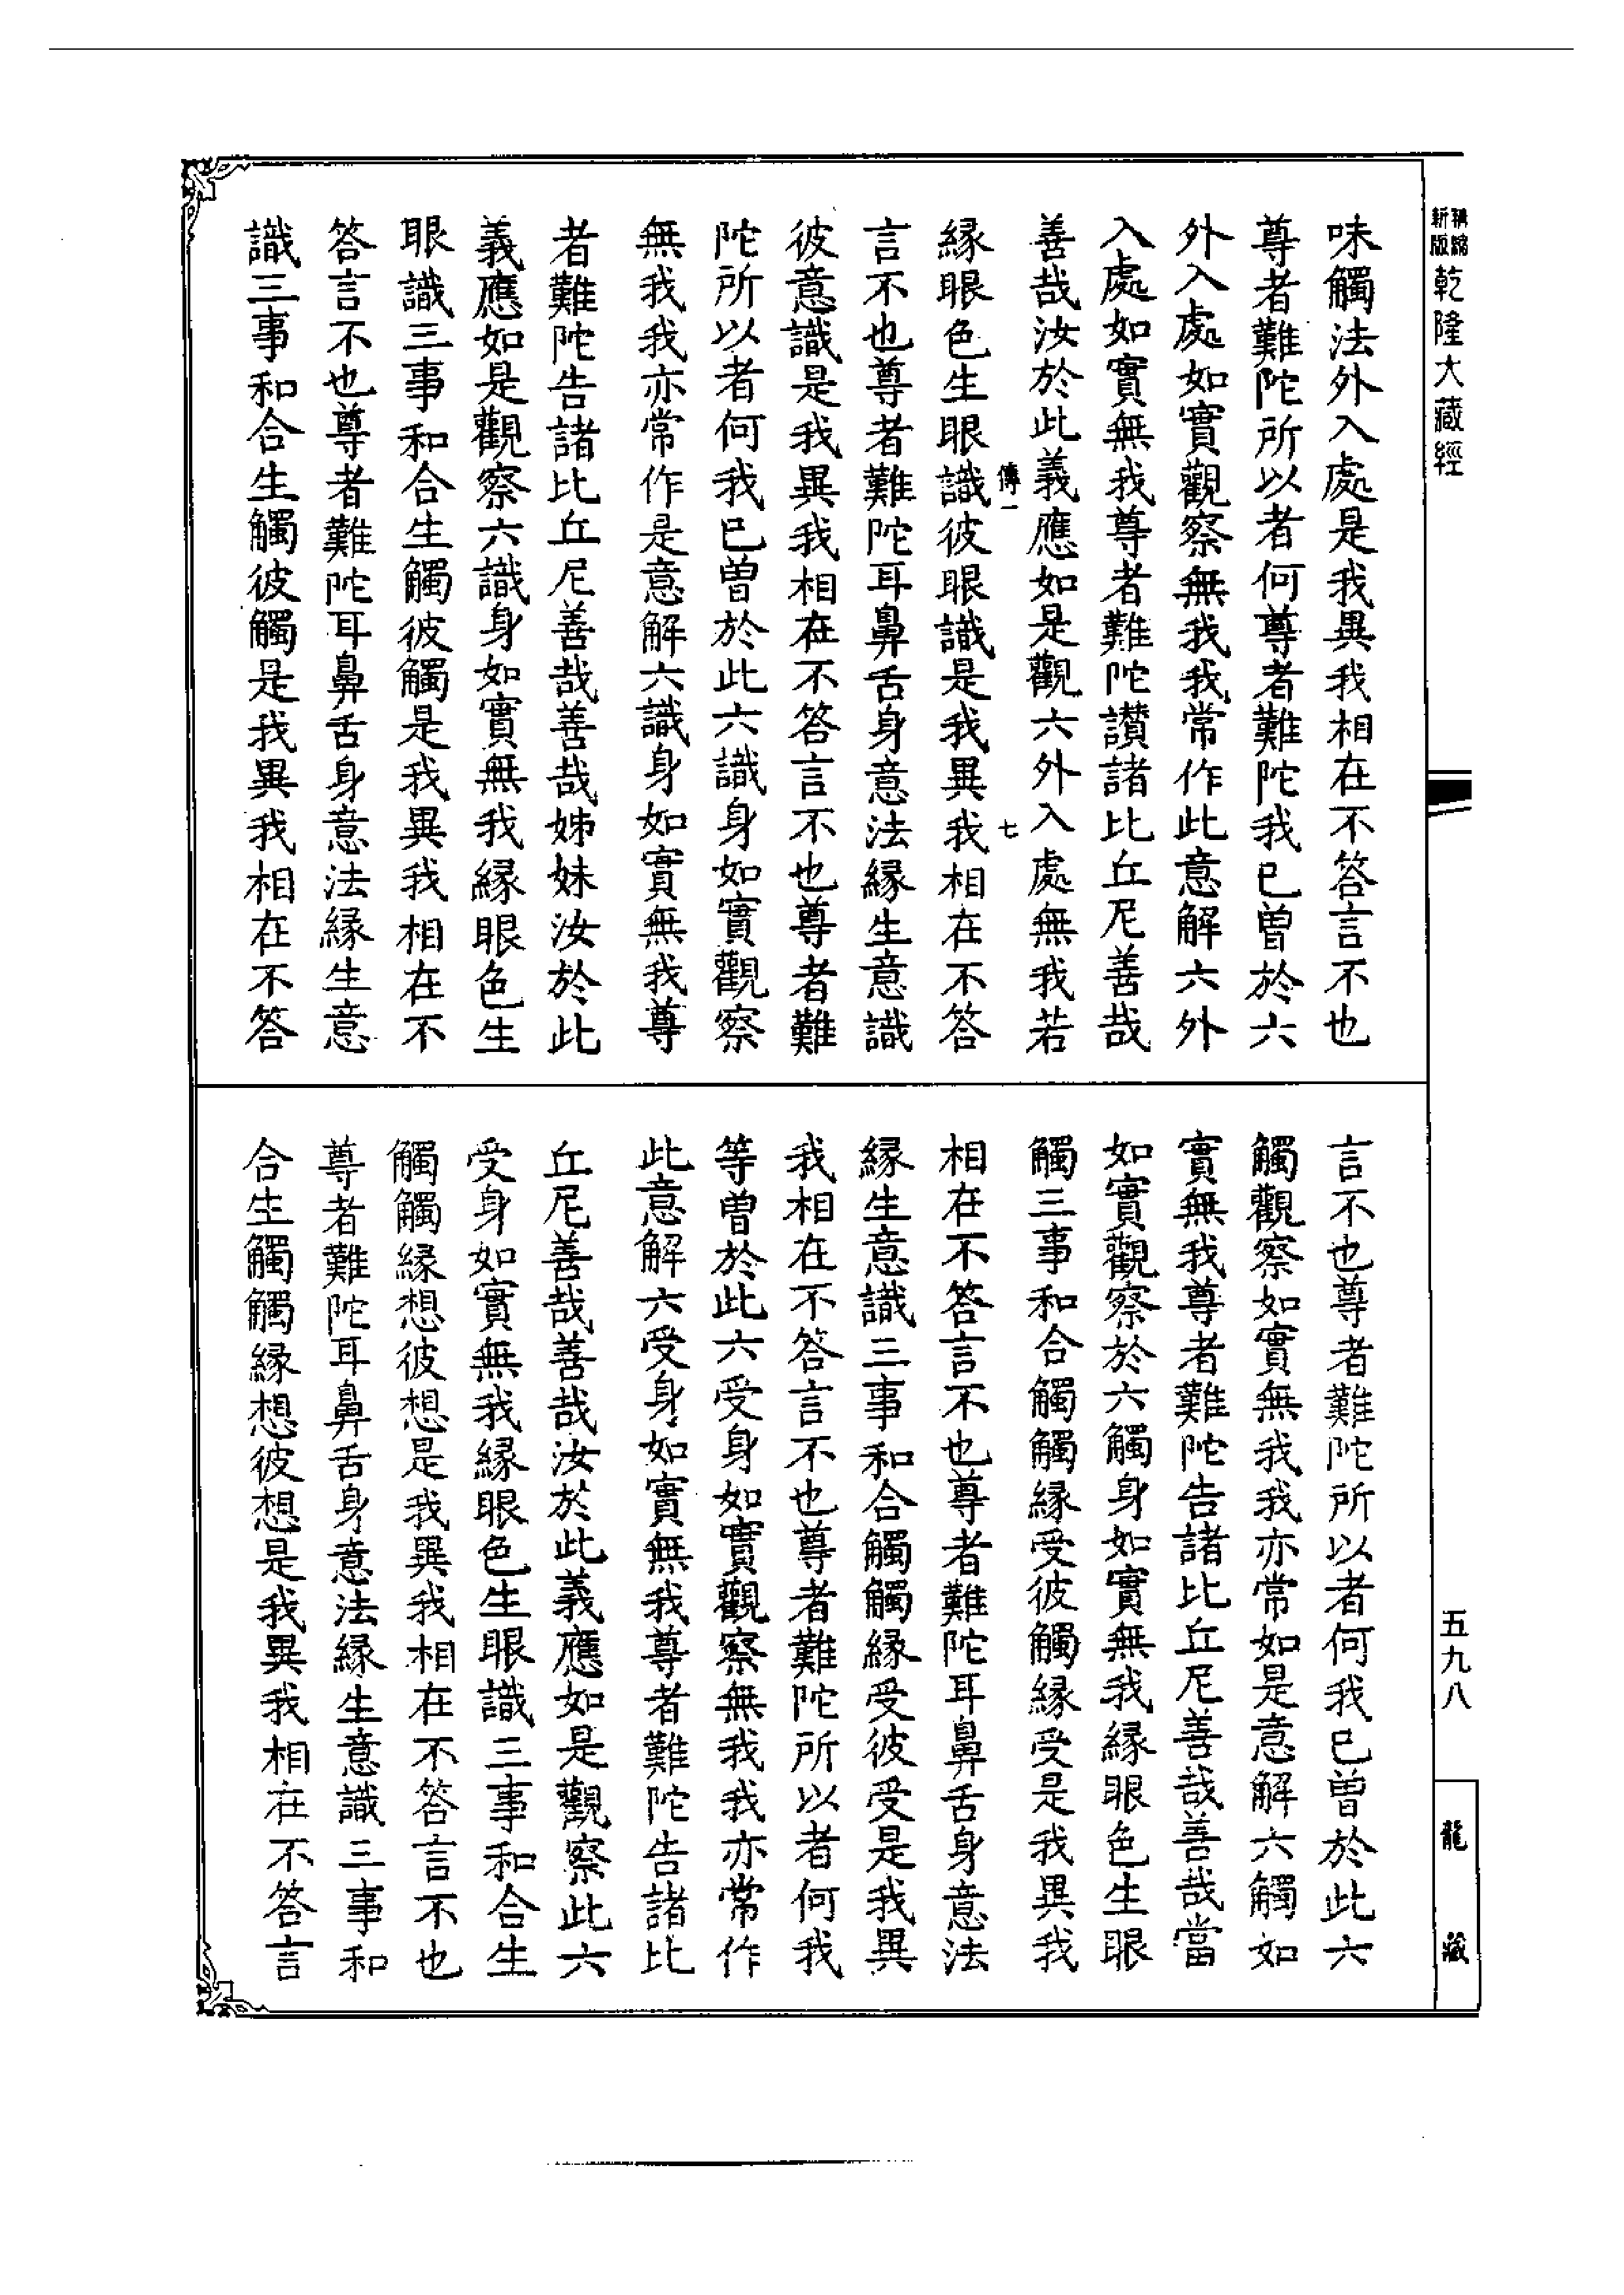 精縮
新版
乾隆大藏經
五九八
龍藏
味觸法外入處是我異我相在不答言不也
尊者難陀所以者何尊者難陀我已曽於六
外入處如實觀察無我我常作此意解六外
入處如實無我尊者難陀讚諸比丘尼善哉
善哉汝於此義應如是觀六外入處無我若
傳一
七
緣眼色生眼識彼眼識是我異我相在不答
言不也尊者難陀耳鼻舌身意法緣生意識
彼意識是我異我相在不答言不也尊者難
陀所以者何我已曽於此六識身如實觀察
無我我亦常作是意解六識身如實無我尊
者難陀告諸比丘尼善哉善哉姊妹汝於此
義應如是觀察六識身如實無我緣眼色生
眼識三事和合生觸彼觸是我異我相在不
答言不也尊者難陀耳鼻舌身意法緣生意
識三事和合生觸彼觸是我異我相在不答
言不也尊者難陀所以者何我已曽於此六
觸觀察如實無我我亦常如是意解六觸如
實無我尊者難陀告諸比丘尼善哉善哉當
如實觀察於六觸身如實無我緣眼色生眼
觸三事和合觸觸緣受彼觸緣受是我異我
相在不答言不也尊者難陀耳鼻舌身意法
緣生意識三事和合觸觸緣受彼受是我異
我相在不答言不也尊者難陀所以者何我
等曽於此六受身如實觀察無我我亦常作
此意解六受身如實無我尊者難陀告諸比
丘尼善哉善哉汝於此義應如是觀察此六
受身如實無我緣眼色生眼識三事和合生
觸觸緣想彼想是我異我相在不答言不也
尊者難陀耳鼻舌身意法緣生意識三事和
合生觸觸緣想彼想是我異我相在不答言